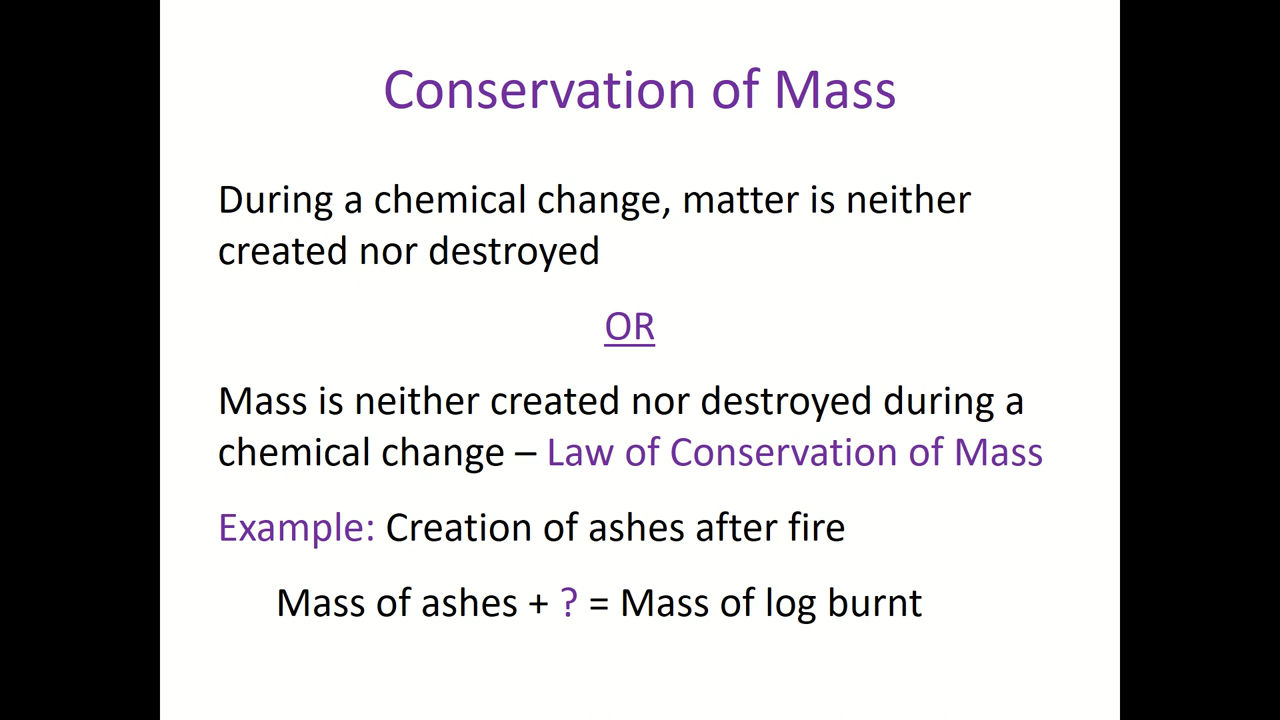 Conservation of Mass
During a chemical change, matter is neither
created nor destroyed
OR
Mass is neither created nor destroyed during a
chemical change – Law of Conservation of Mass
Example: Creation of ashes after fire
Mass of ashes + ? = Mass of log burnt